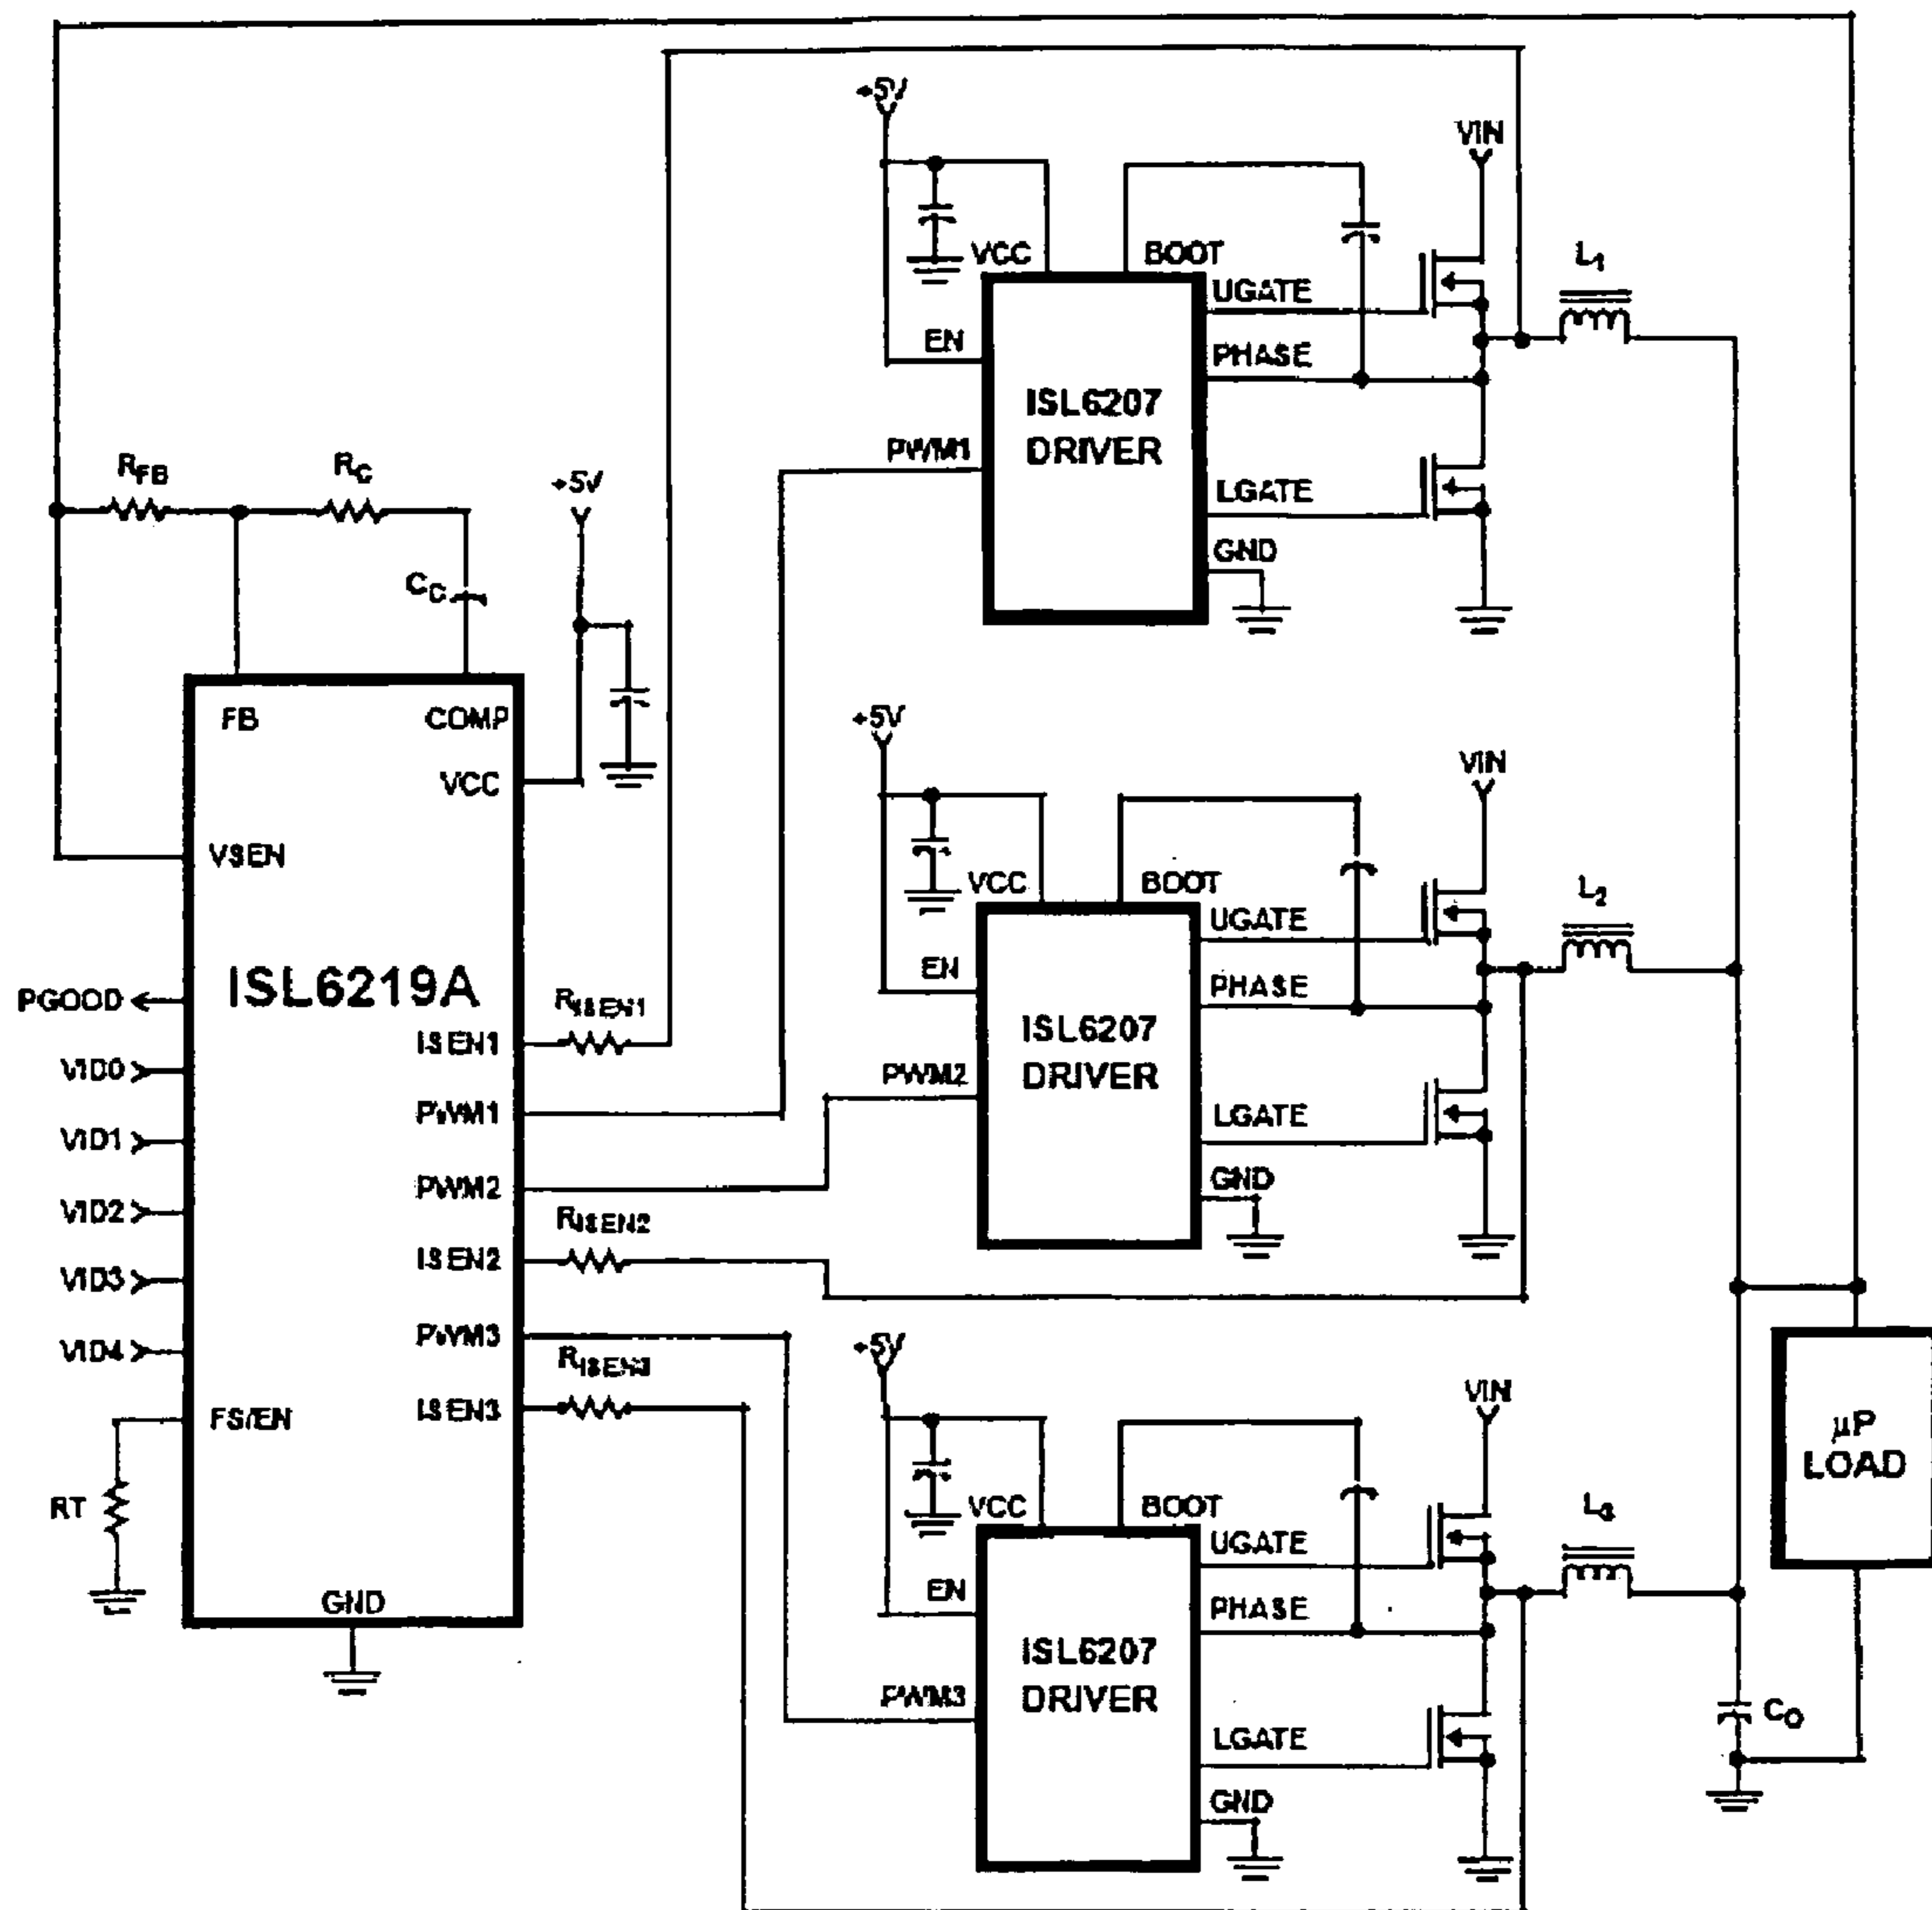 +5V
VIN
VCC
BOOT
L1
UGATE
EN
PHASE
ISL6207
DRIVER
PWM1
LGATE
GND
RFB
RC
+5V
CC
FB
COMP
VCC
VSEN
ISL6219A
PGOOD
VID0
VID1
VID2
VID3
VID4
FS/EN
RT
GND
ISEN1
RISEN1
PWM1
PWM2
RISEN2
ISEN2
PWM3
RISEN3
ISEN3
+5V
VIN
VCC
BOOT
L2
UGATE
EN
PHASE
ISL6207
DRIVER
PWM2
LGATE
GND
+5V
VIN
VCC
BOOT
L3
UGATE
EN
PHASE
ISL6207
DRIVER
PWM3
LGATE
GND
µP
LOAD
CO